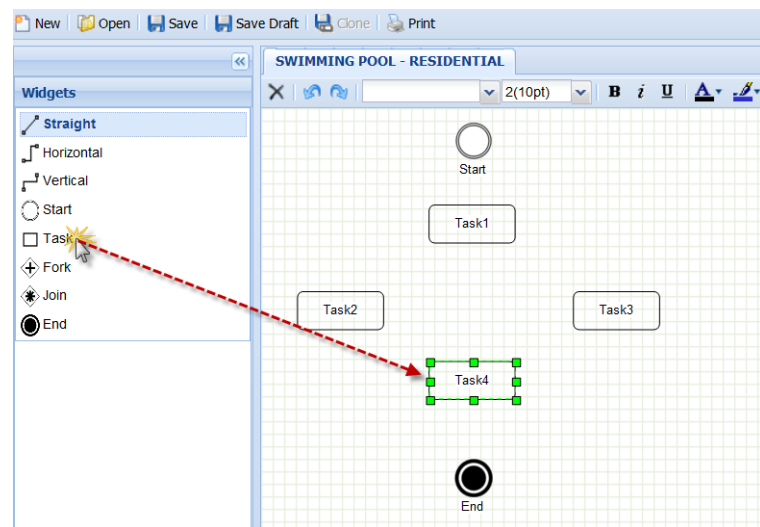 New Open Save Save Draft Clone Print
SWIMMING POOL - RESIDENTIAL
Widgets
2(10pt) B i U A
Straight
Horizontal
Vertical
Start
Task
Fork
Join
End
Start
Task1
Task2 Task3
Task4
End